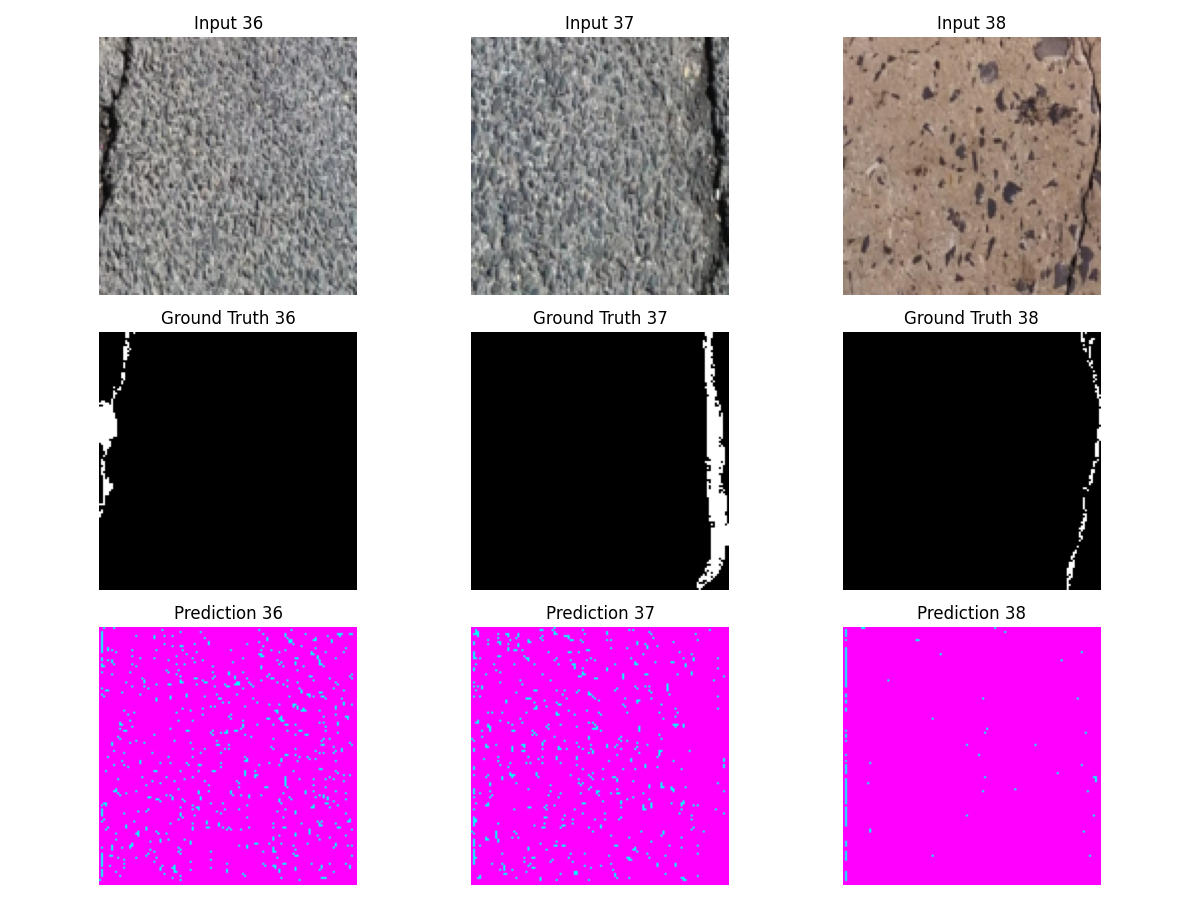 Input 36
Input 37
Input 38
Ground Truth 36
Ground Truth 37
Ground Truth 38
Prediction 36
Prediction 37
Prediction 38